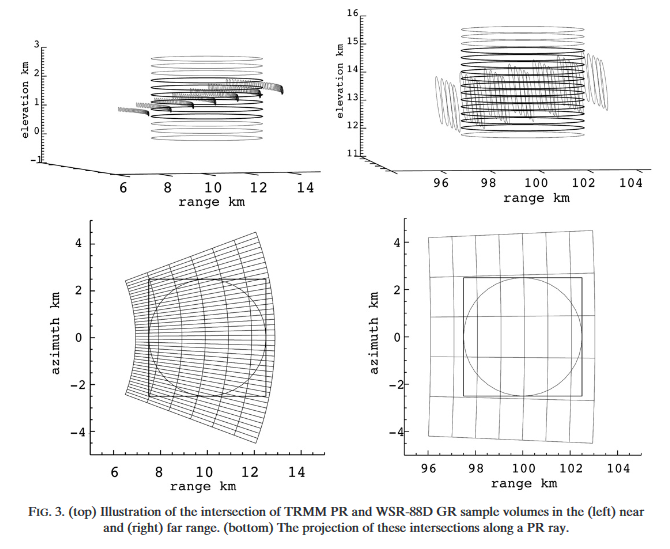 3
2
1
0
-1
elevation km
6 8 10 12 14
range km
16
15
14
13
12
11
elevation km
96 98 100 102 104
range km
4
2
0
-2
-4
azimuth km
6 8 10 12 14
range km
4
2
0
-2
-4
azimuth km
96 98 100 102 104
range km
FIG. 3. (top) Illustration of the intersection of TRMM PR and WSR-88D GR sample volumes in the (left) near
and (right) far range. (bottom) The projection of these intersections along a PR ray.